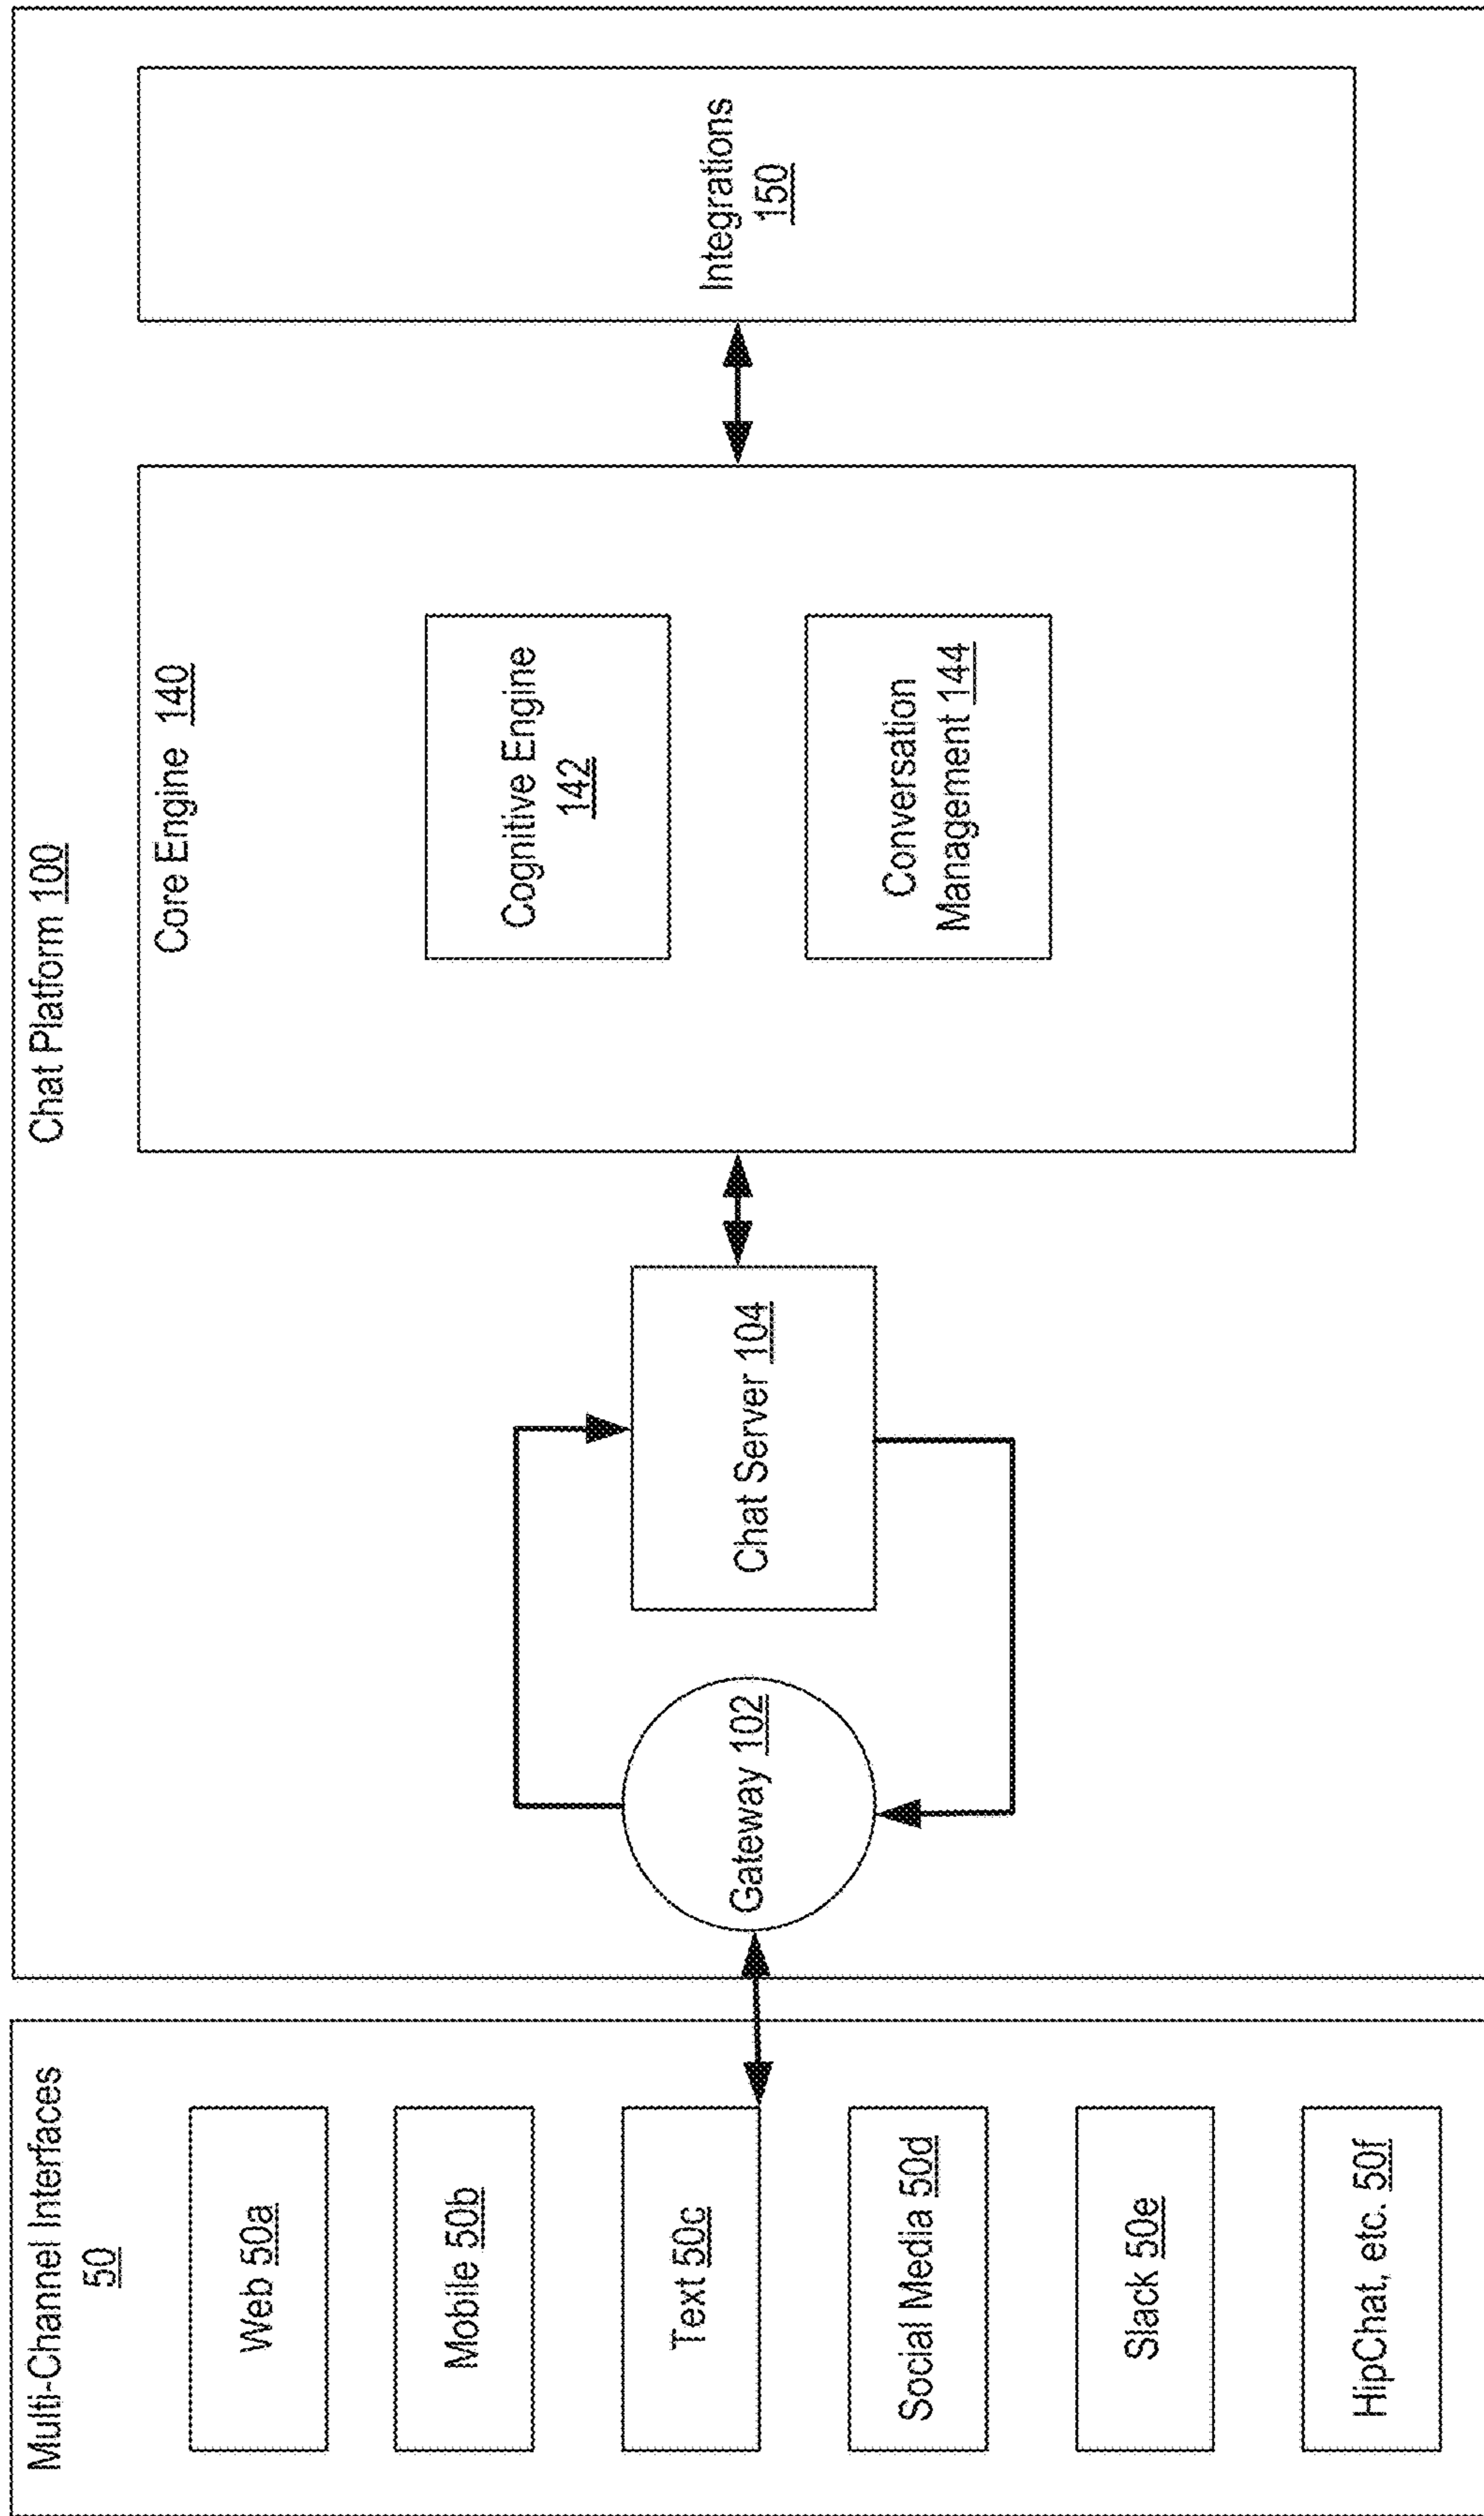 Multi-Channel Interfaces
50
Web 50a
Mobile 50b
Text 50c
Social Media 50d
Slack 50e
HipChat, etc. 50f
Chat Platform 100
Gateway 102
Chat Server 104
Core Engine 140
Cognitive Engine
142
Conversation
Management 144
Integrations
150